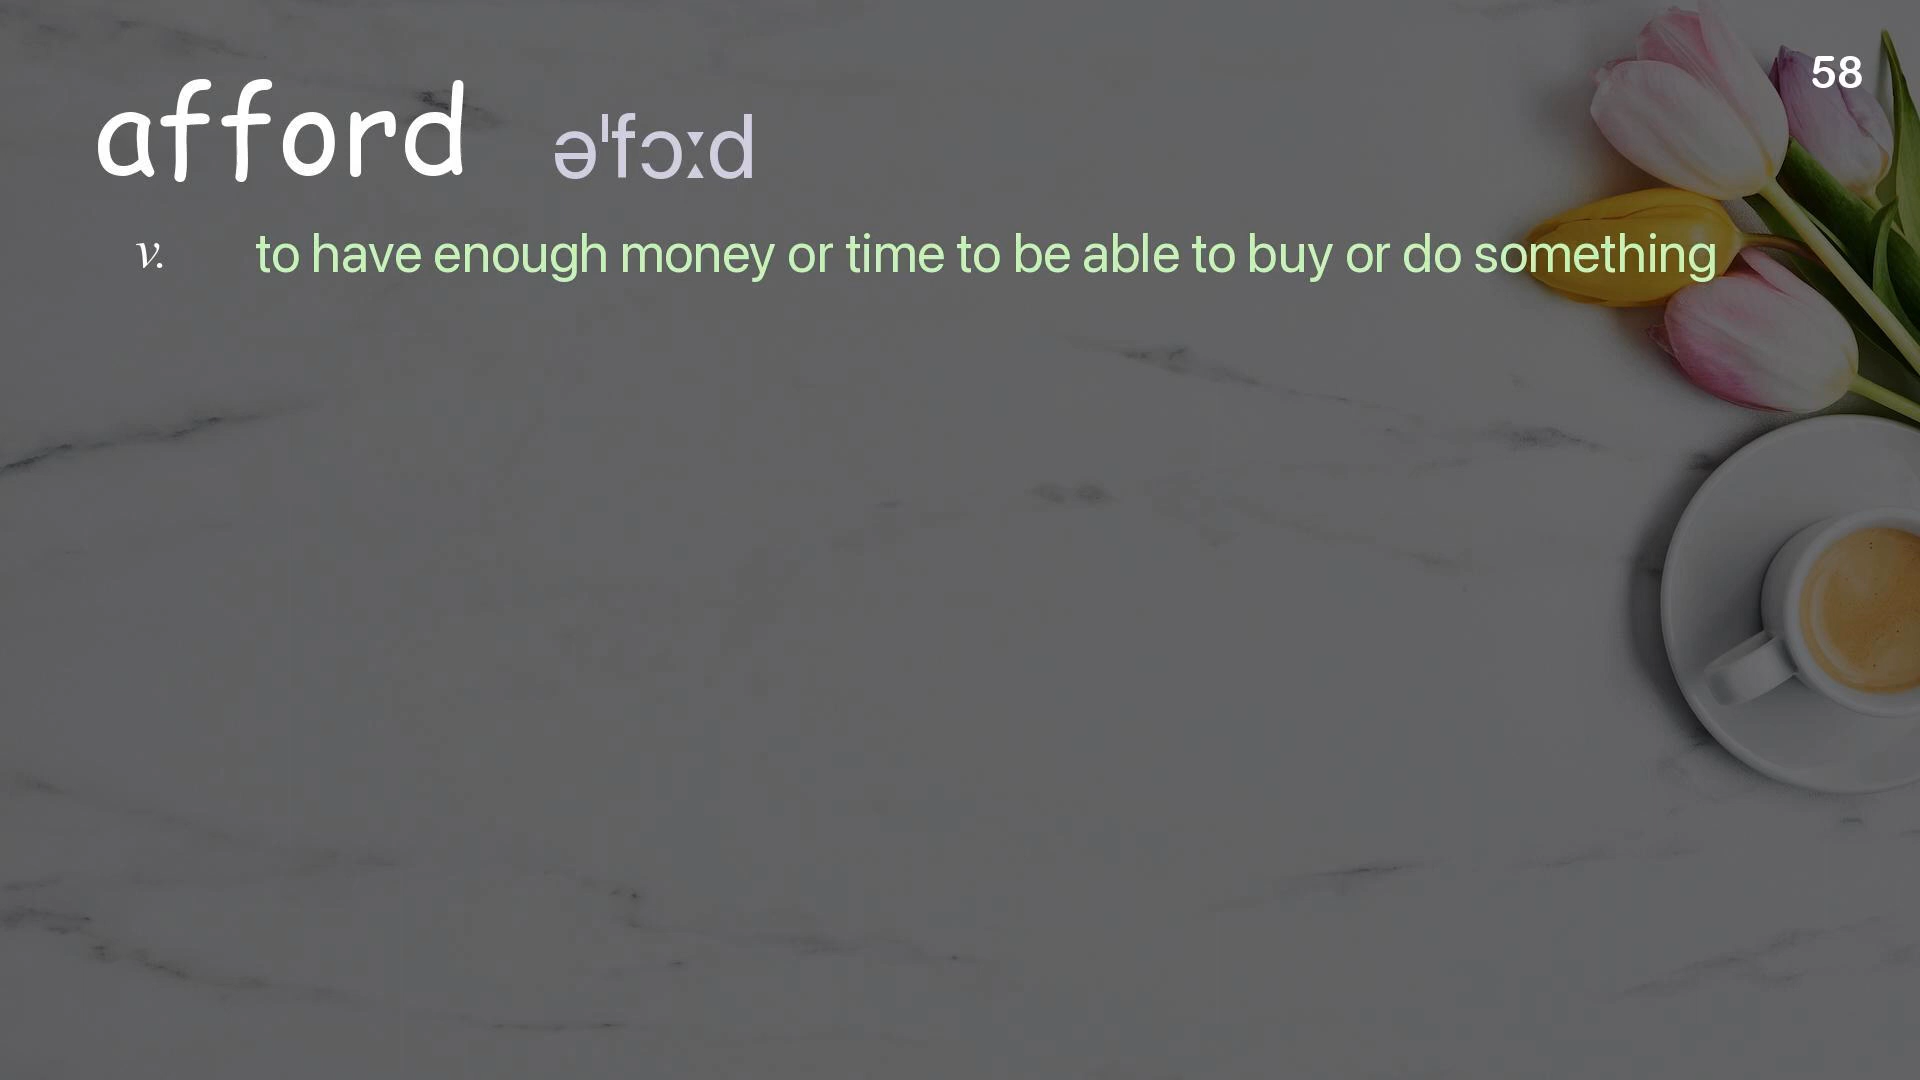 58
afford əˈfɔːd
v. to have enough money or time to be able to buy or do something